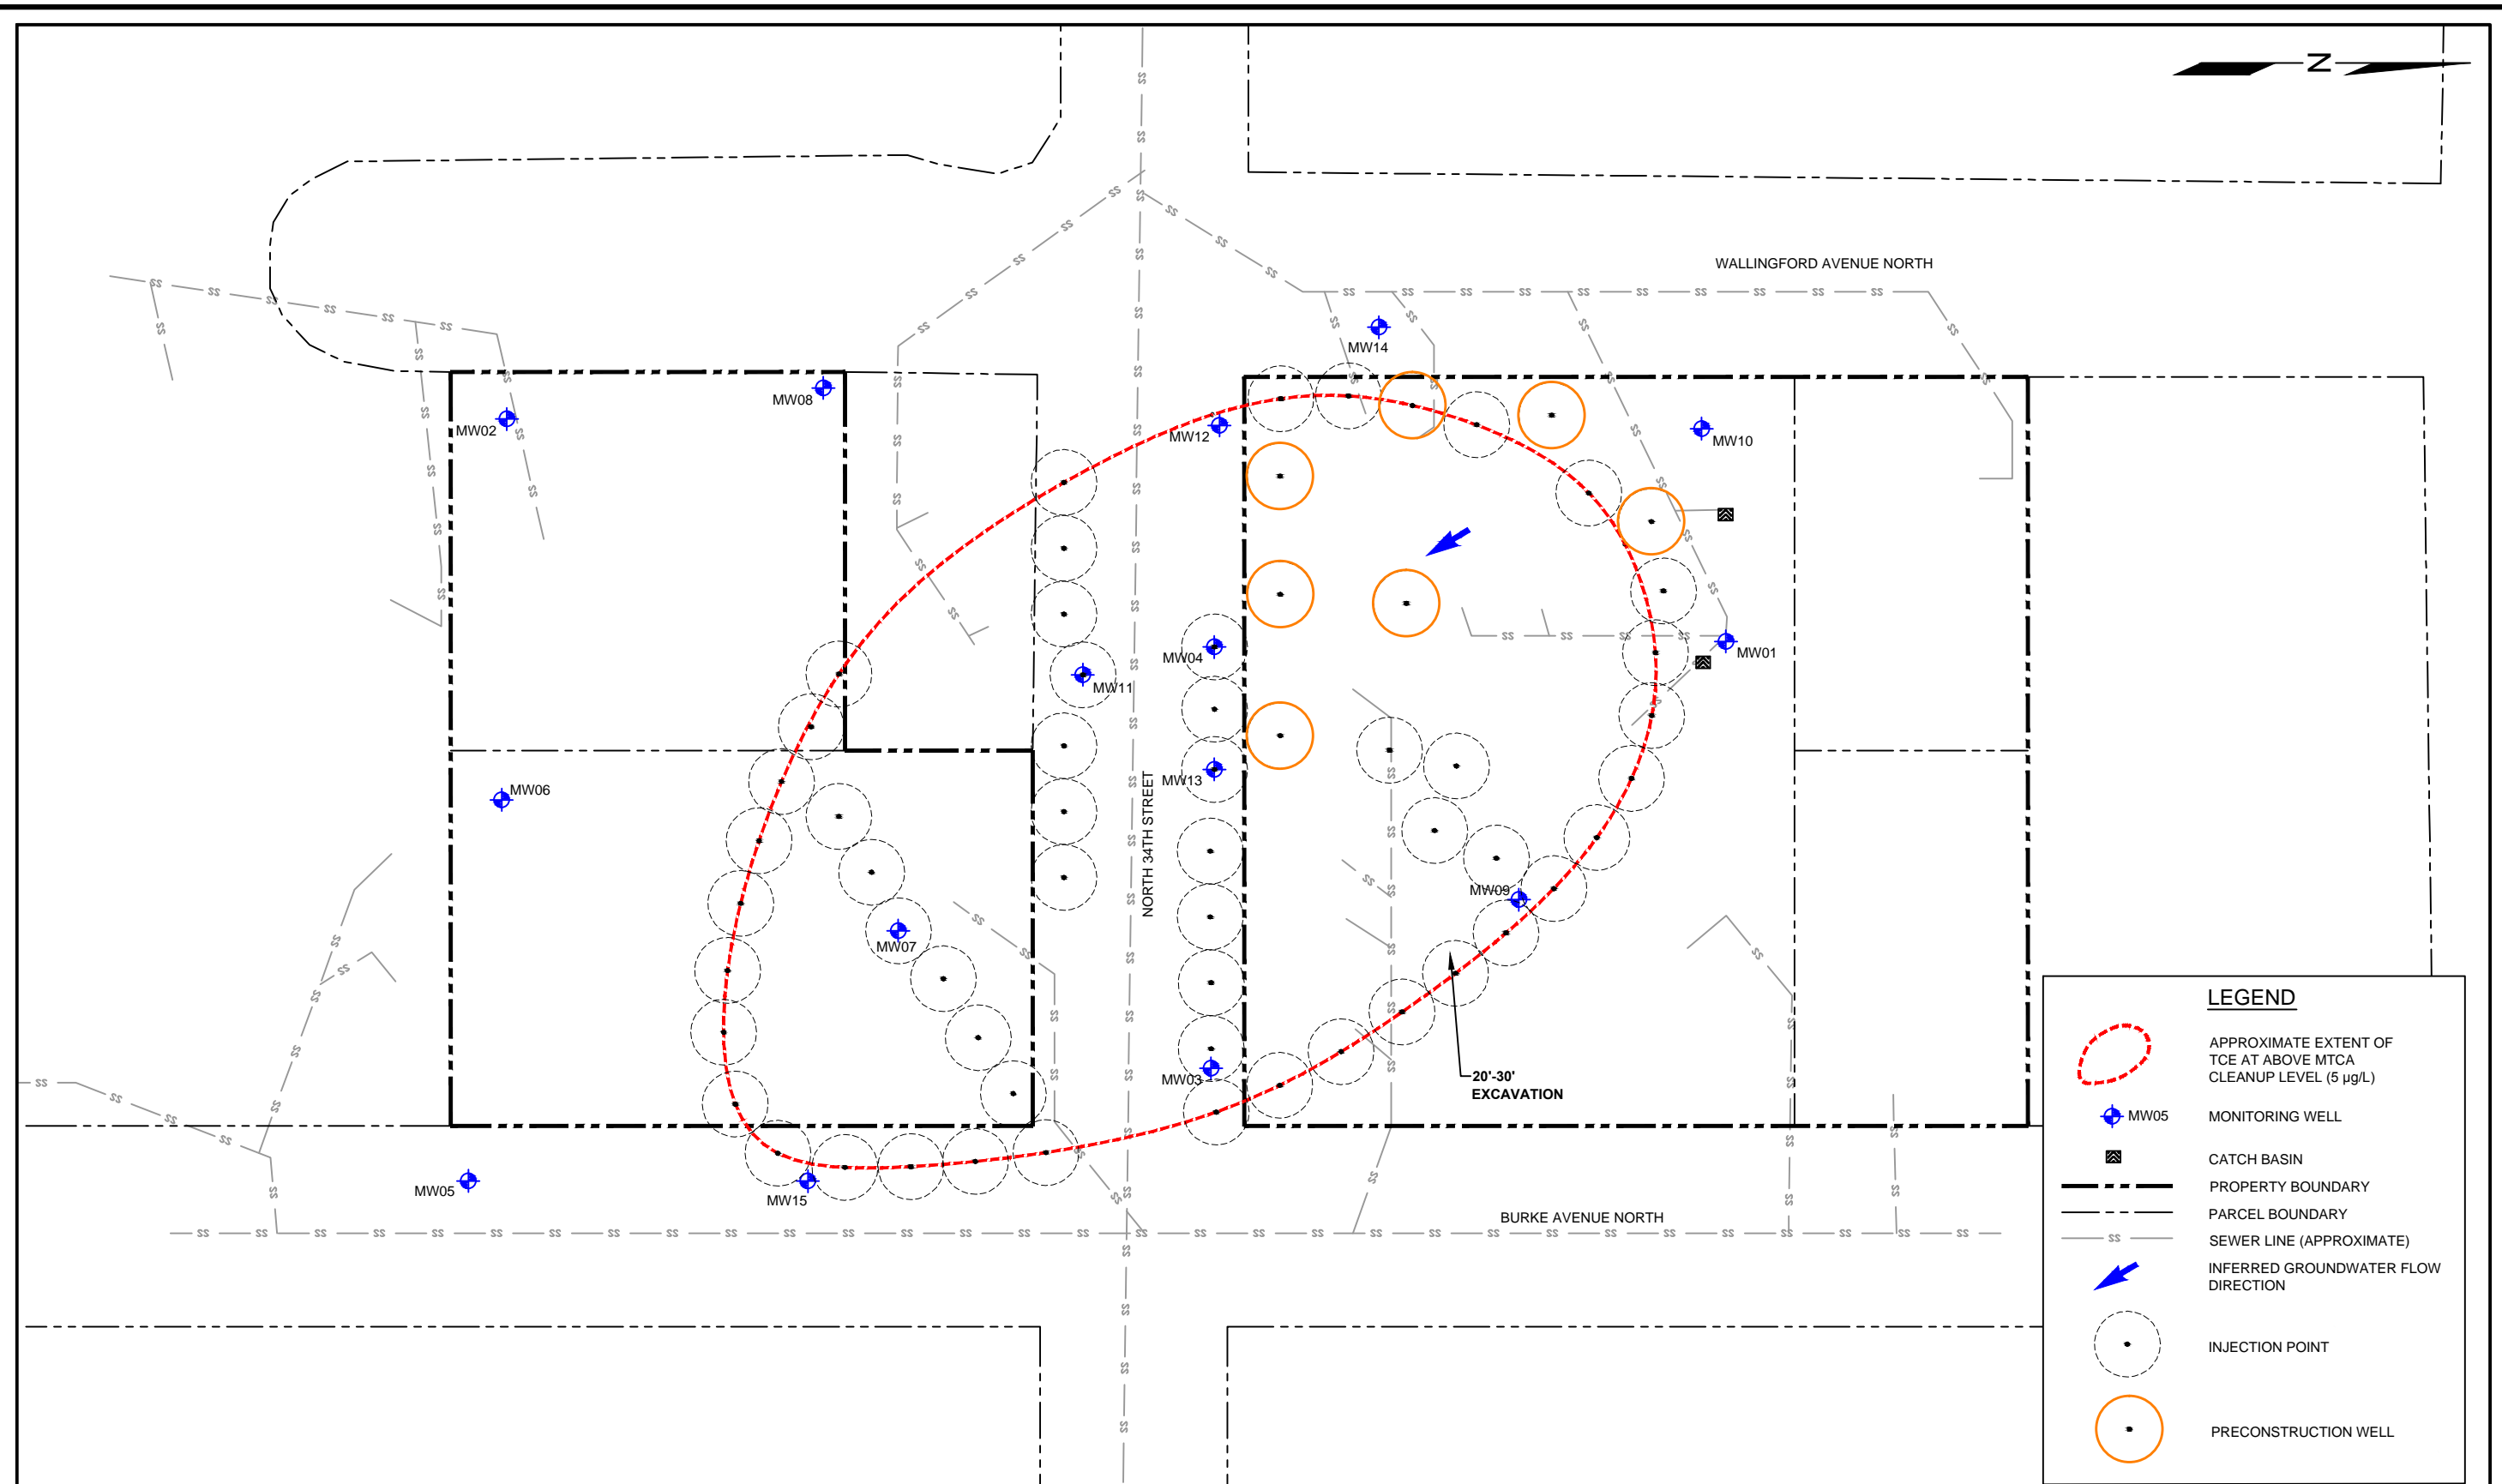 N
WALLINGFORD AVENUE NORTH
MW14
MW08
MW02
MW12
MW10
MW04
MW01
MW11
MW13
MW06
NORTH 34TH STREET
MW09
MW07
MW03
20'-30'
EXCAVATION
MW05
MW15
BURKE AVENUE NORTH
LEGEND
APPROXIMATE EXTENT OF
TCE AT ABOVE MTCA
CLEANUP LEVEL (5 µg/L)
MW05 MONITORING WELL
CATCH BASIN
PROPERTY BOUNDARY
PARCEL BOUNDARY
SS SEWER LINE (APPROXIMATE)
INFERRED GROUNDWATER FLOW
DIRECTION
INJECTION POINT
PRECONSTRUCTION WELL